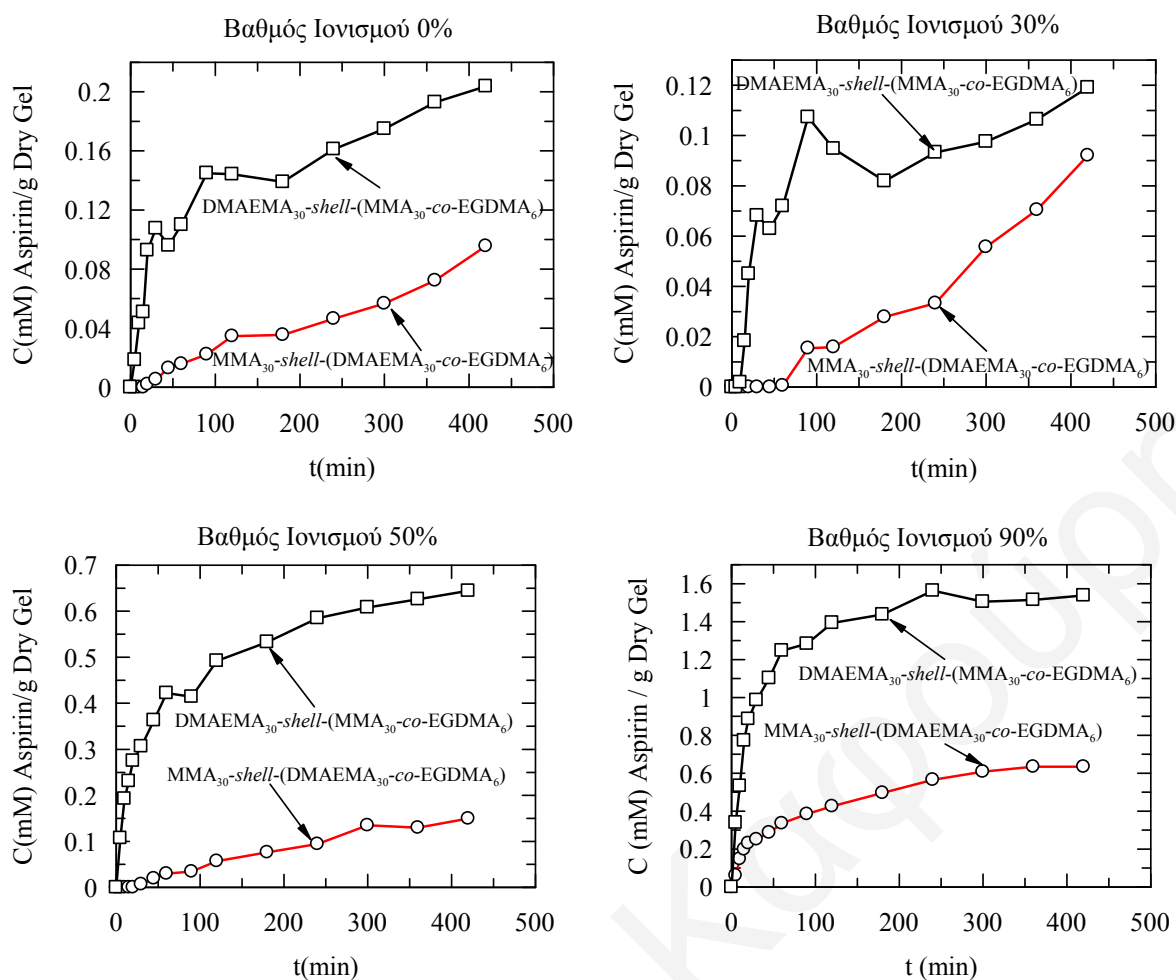 Βαθμός Ιονισμού 0%
C(mM) Aspirin/g Dry Gel
0.2
0.16
0.12
0.08
0.04
0
DMAEMA₃₀-shell-(MMA₃₀-co-EGDMA₆)
MMA₃₀-shell-(DMAEMA₃₀-co-EGDMA₆)
0 100 200 300 400 500
t(min)
Βαθμός Ιονισμού 30%
C(mM) Aspirin/g Dry Gel
0.12
0.1
0.08
0.06
0.04
0.02
0
DMAEMA₃₀-shell-(MMA₃₀-co-EGDMA₆)
MMA₃₀-shell-(DMAEMA₃₀-co-EGDMA₆)
0 100 200 300 400 500
t(min)
Βαθμός Ιονισμού 50%
C(mM) Aspirin/g Dry Gel
0.7
0.6
0.5
0.4
0.3
0.2
0.1
0
DMAEMA₃₀-shell-(MMA₃₀-co-EGDMA₆)
MMA₃₀-shell-(DMAEMA₃₀-co-EGDMA₆)
0 100 200 300 400 500
t(min)
Βαθμός Ιονισμού 90%
C (mM) Aspirin / g Dry Gel
1.6
1.4
1.2
1
0.8
0.6
0.4
0.2
0
DMAEMA₃₀-shell-(MMA₃₀-co-EGDMA₆)
MMA₃₀-shell-(DMAEMA₃₀-co-EGDMA₆)
0 100 200 300 400 500
t (min)